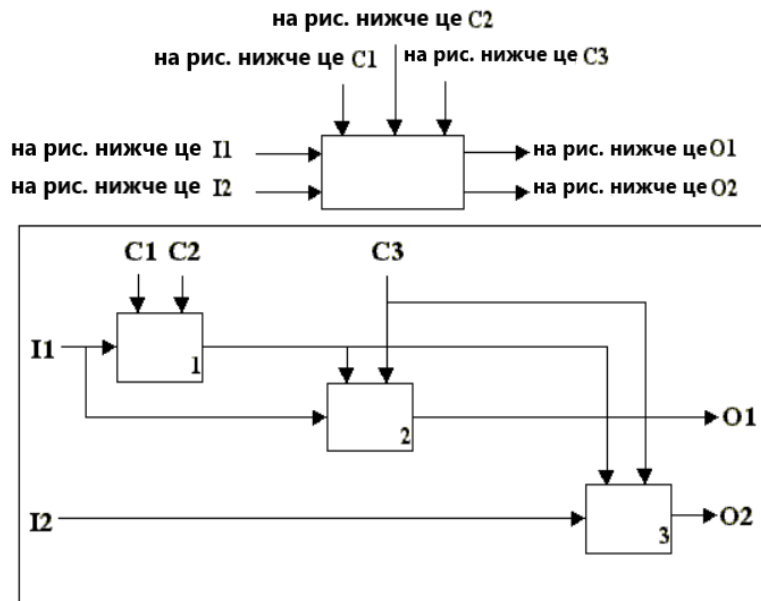 на рис. нижче це C2
на рис. нижче це C1
на рис. нижче це C3
на рис. нижче це I1
на рис. нижче це O1
на рис. нижче це I2
на рис. нижче це O2
C1 C2 C3
I1
1
O1
2
I2
O2
3